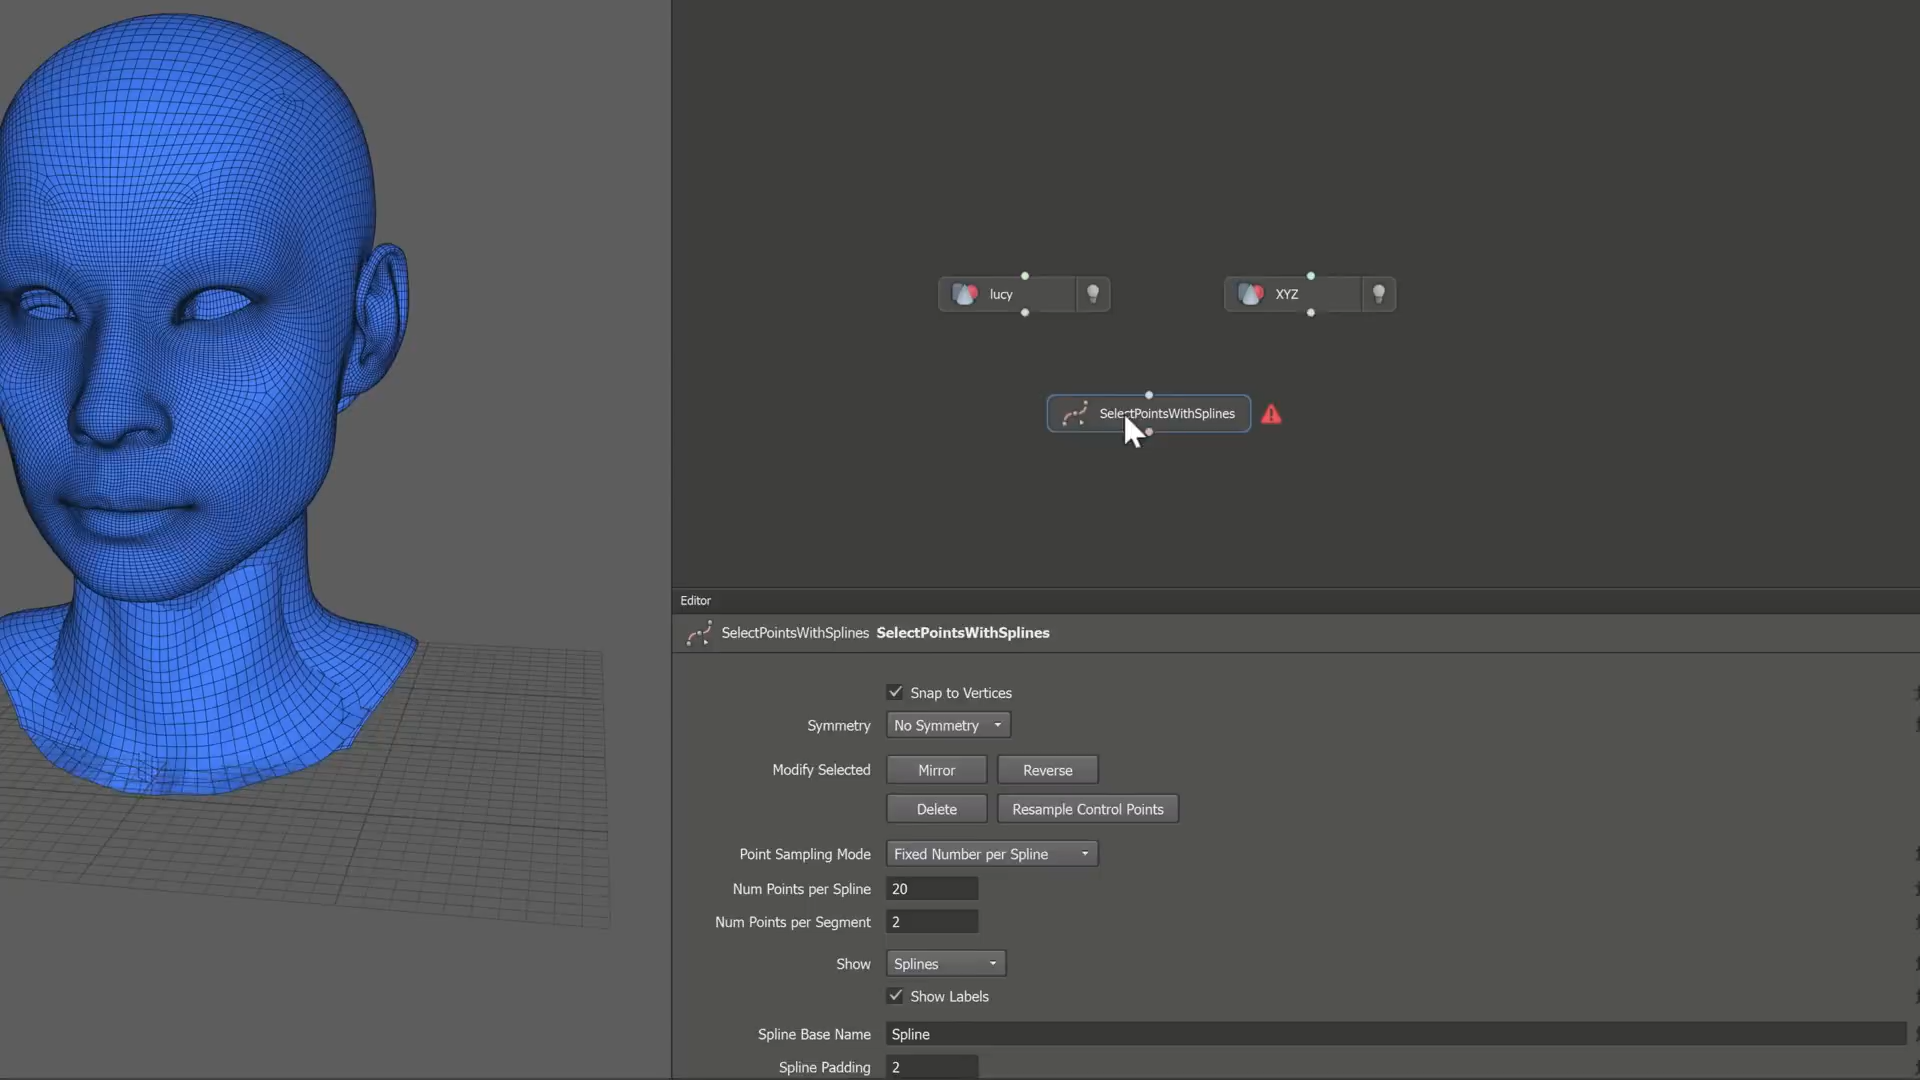 lucy
XYZ
SelectPointsWithSplines
Editor
SelectPointsWithSplines SelectPointsWithSplines
Snap to Vertices
Symmetry No Symmetry
Modify Selected Mirror Reverse
Delete Resample Control Points
Point Sampling Mode Fixed Number per Spline
Num Points per Spline 20
Num Points per Segment 2
Show Splines
Show Labels
Spline Base Name Spline
Spline Padding 2